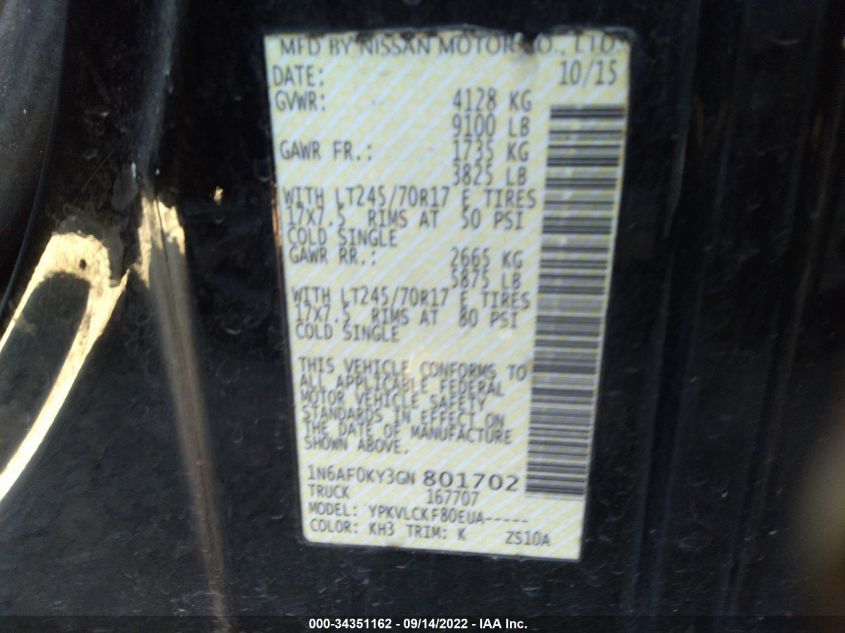 MFD BY NISSAN MOTOR CO., LTD.
DATE: 10/15
GVWR: 4128 KG
9100 LB
GAWR FR.: 1735 KG
3825 LB
WITH LT245/70R17 E TIRES
17X7.5 RIMS AT 50 PSI
COLD SINGLE
GAWR RR.: 2665 KG
5875 LB
WITH LT245/70R17 E TIRES
17X7.5 RIMS AT 80 PSI
COLD SINGLE
THIS VEHICLE CONFORMS TO
ALL APPLICABLE FEDERAL
MOTOR VEHICLE SAFETY
STANDARDS IN EFFECT ON
THE DATE OF MANUFACTURE
SHOWN ABOVE.
1N6AF0KY3GN 801702
TRUCK 167707
MODEL: YPKVLCKF80EUA-----
COLOR: KH3 TRIM: K ZS10A
000-34351162 - 09/14/2022 - IAA Inc.